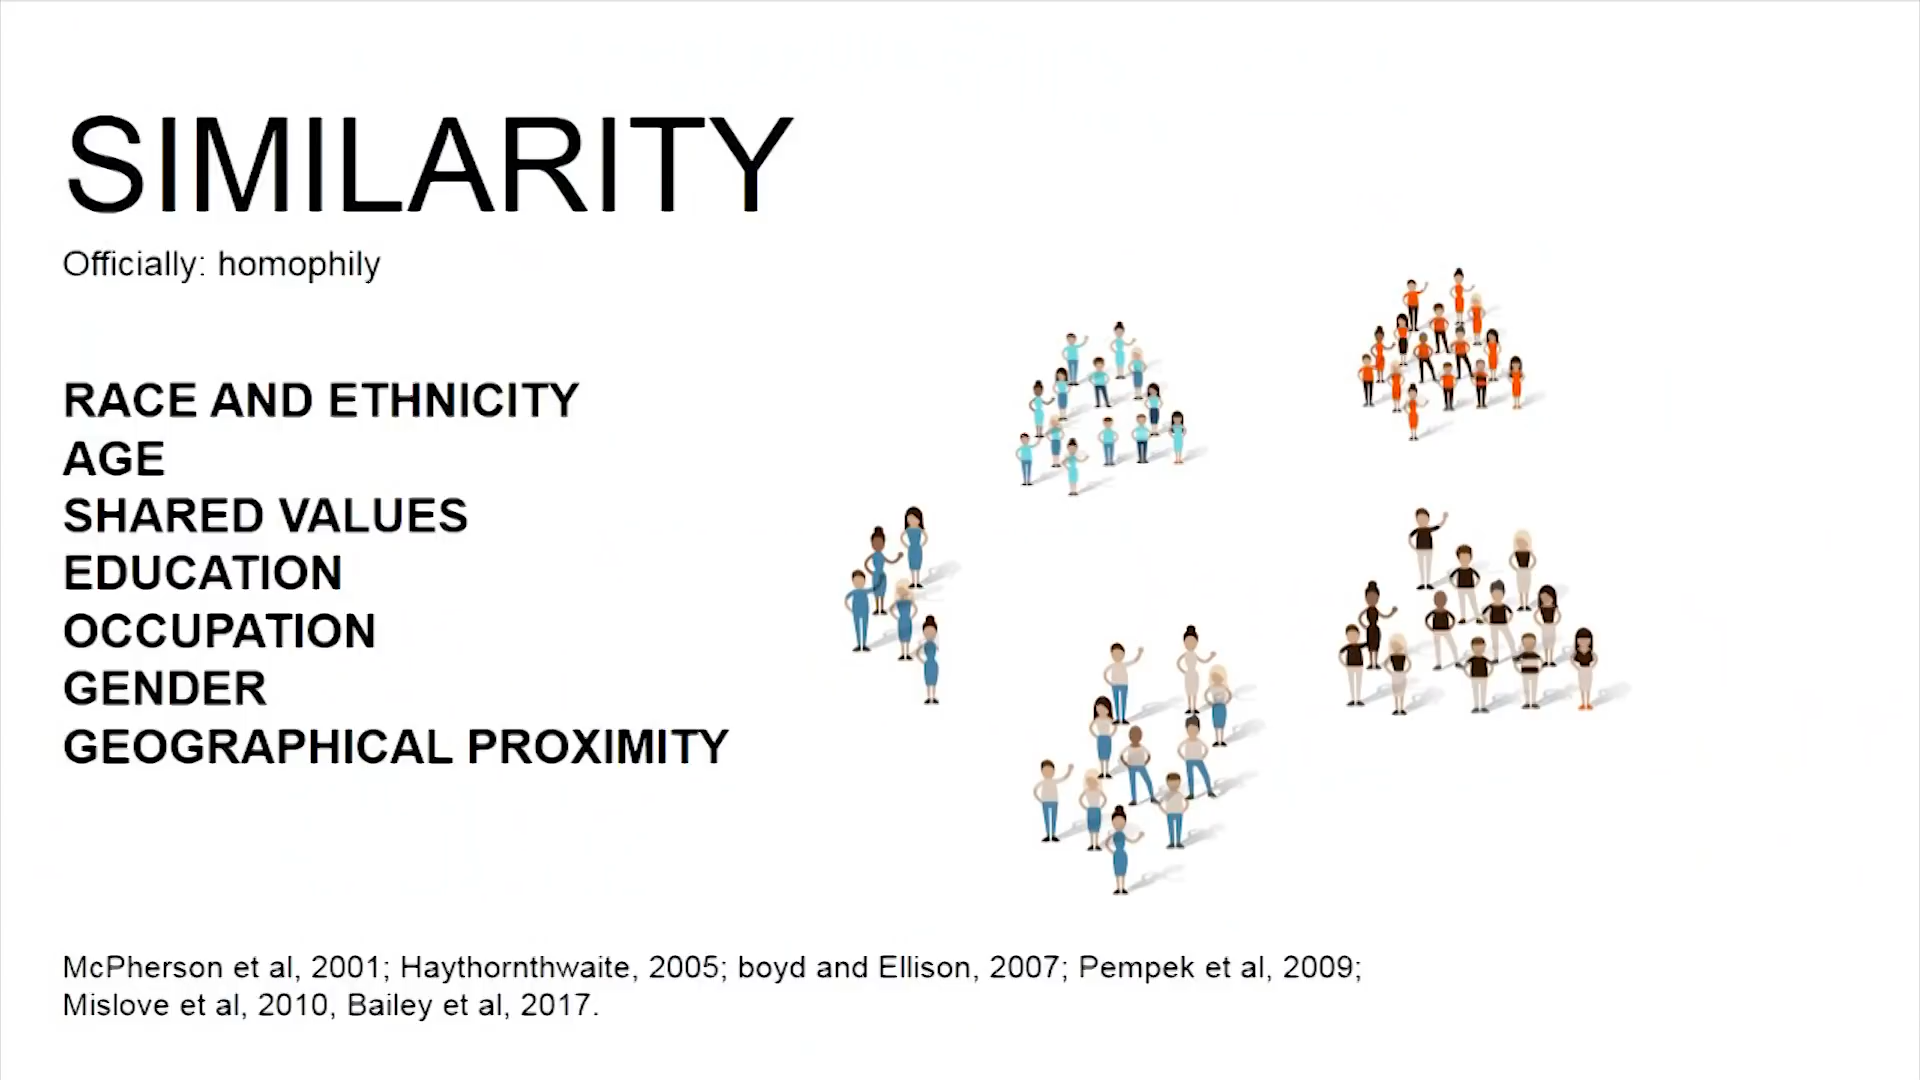 SIMILARITY
Officially: homophily
RACE AND ETHNICITY
AGE
SHARED VALUES
EDUCATION
OCCUPATION
GENDER
GEOGRAPHICAL PROXIMITY
McPherson et al, 2001; Haythornthwaite, 2005; boyd and Ellison, 2007; Pempek et al, 2009;
Mislove et al, 2010, Bailey et al, 2017.